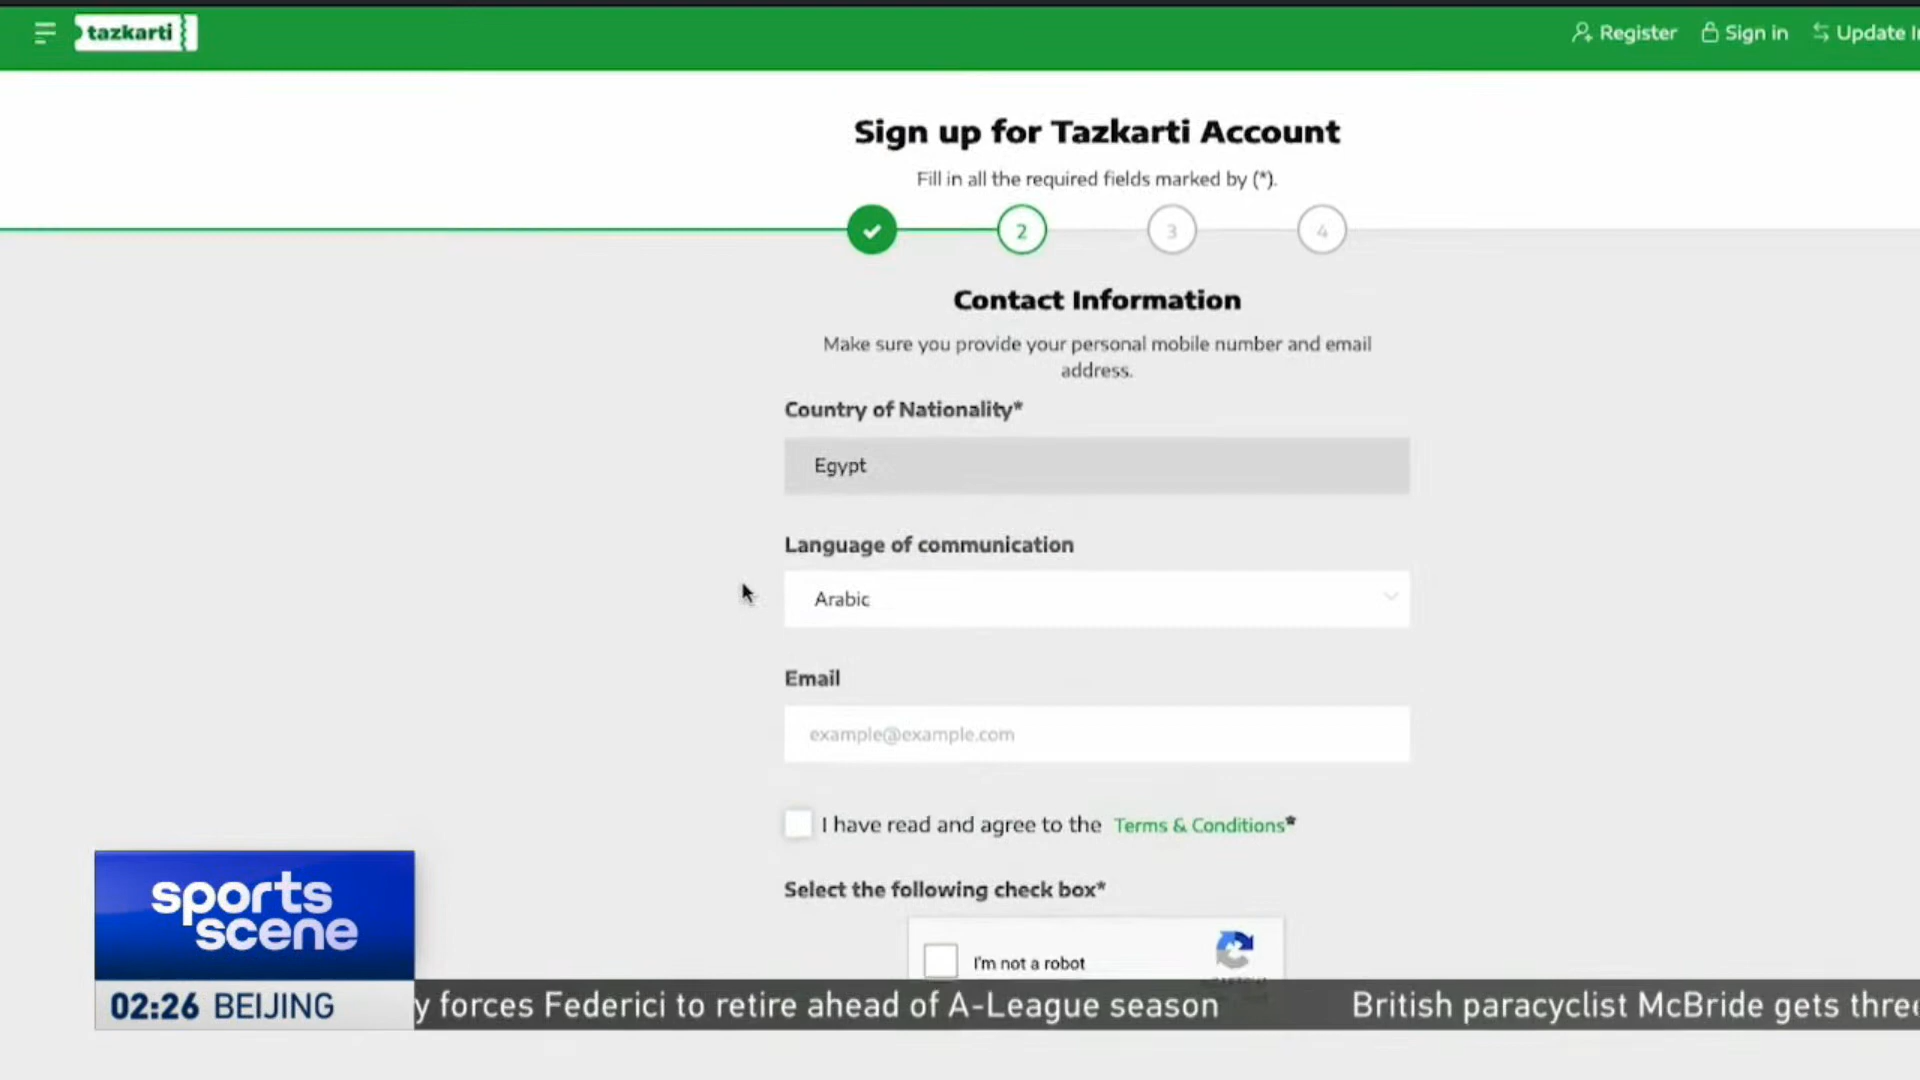 tazkarti
Register
Sign in
Update I
Sign up for Tazkarti Account
Fill in all the required fields marked by (*).
2
3
4
Contact Information
Make sure you provide your personal mobile number and email
address.
Country of Nationality*
Egypt
Language of communication
Arabic
Email
example@example.com
I have read and agree to the Terms & Conditions*
Select the following check box*
I'm not a robot
sports
scene
02:26 BEIJING
y forces Federici to retire ahead of A-League season
British paracyclist McBride gets three